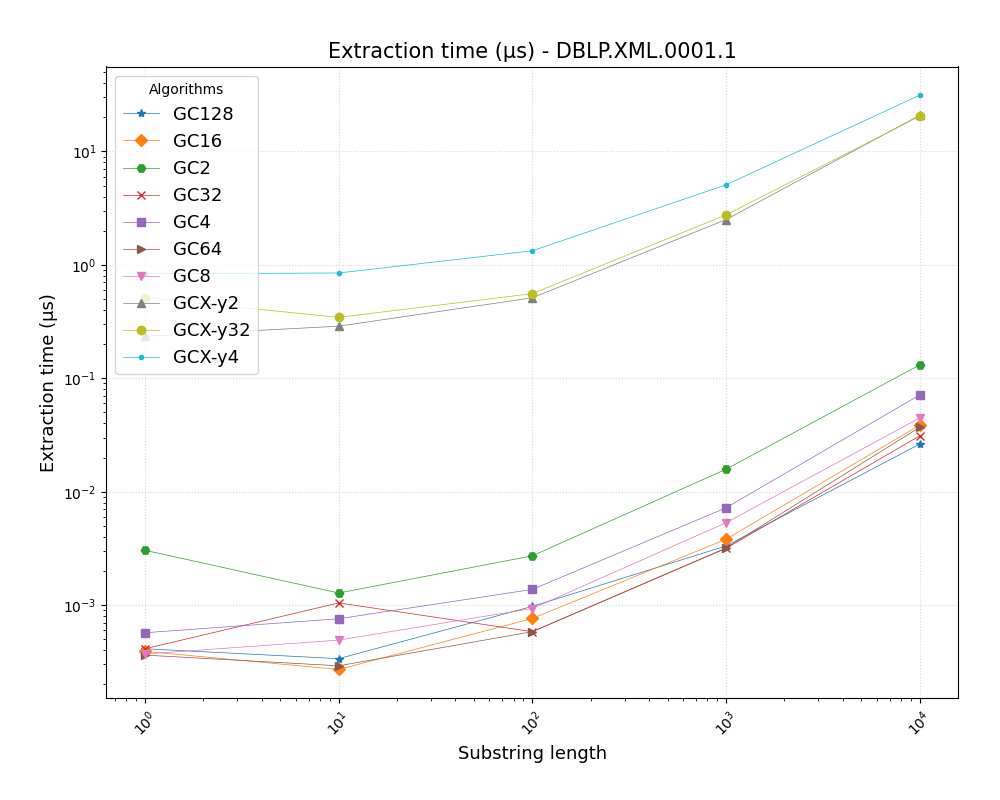 Extraction time (µs) - DBLP.XML.0001.1
Algorithms
GC128
GC16
GC2
GC32
GC4
GC64
GC8
GCX-y2
GCX-y32
GCX-y4
Extraction time (µs)
10¹
10⁰
10⁻¹
10⁻²
10⁻³
10⁰
10¹
10²
10³
10⁴
Substring length